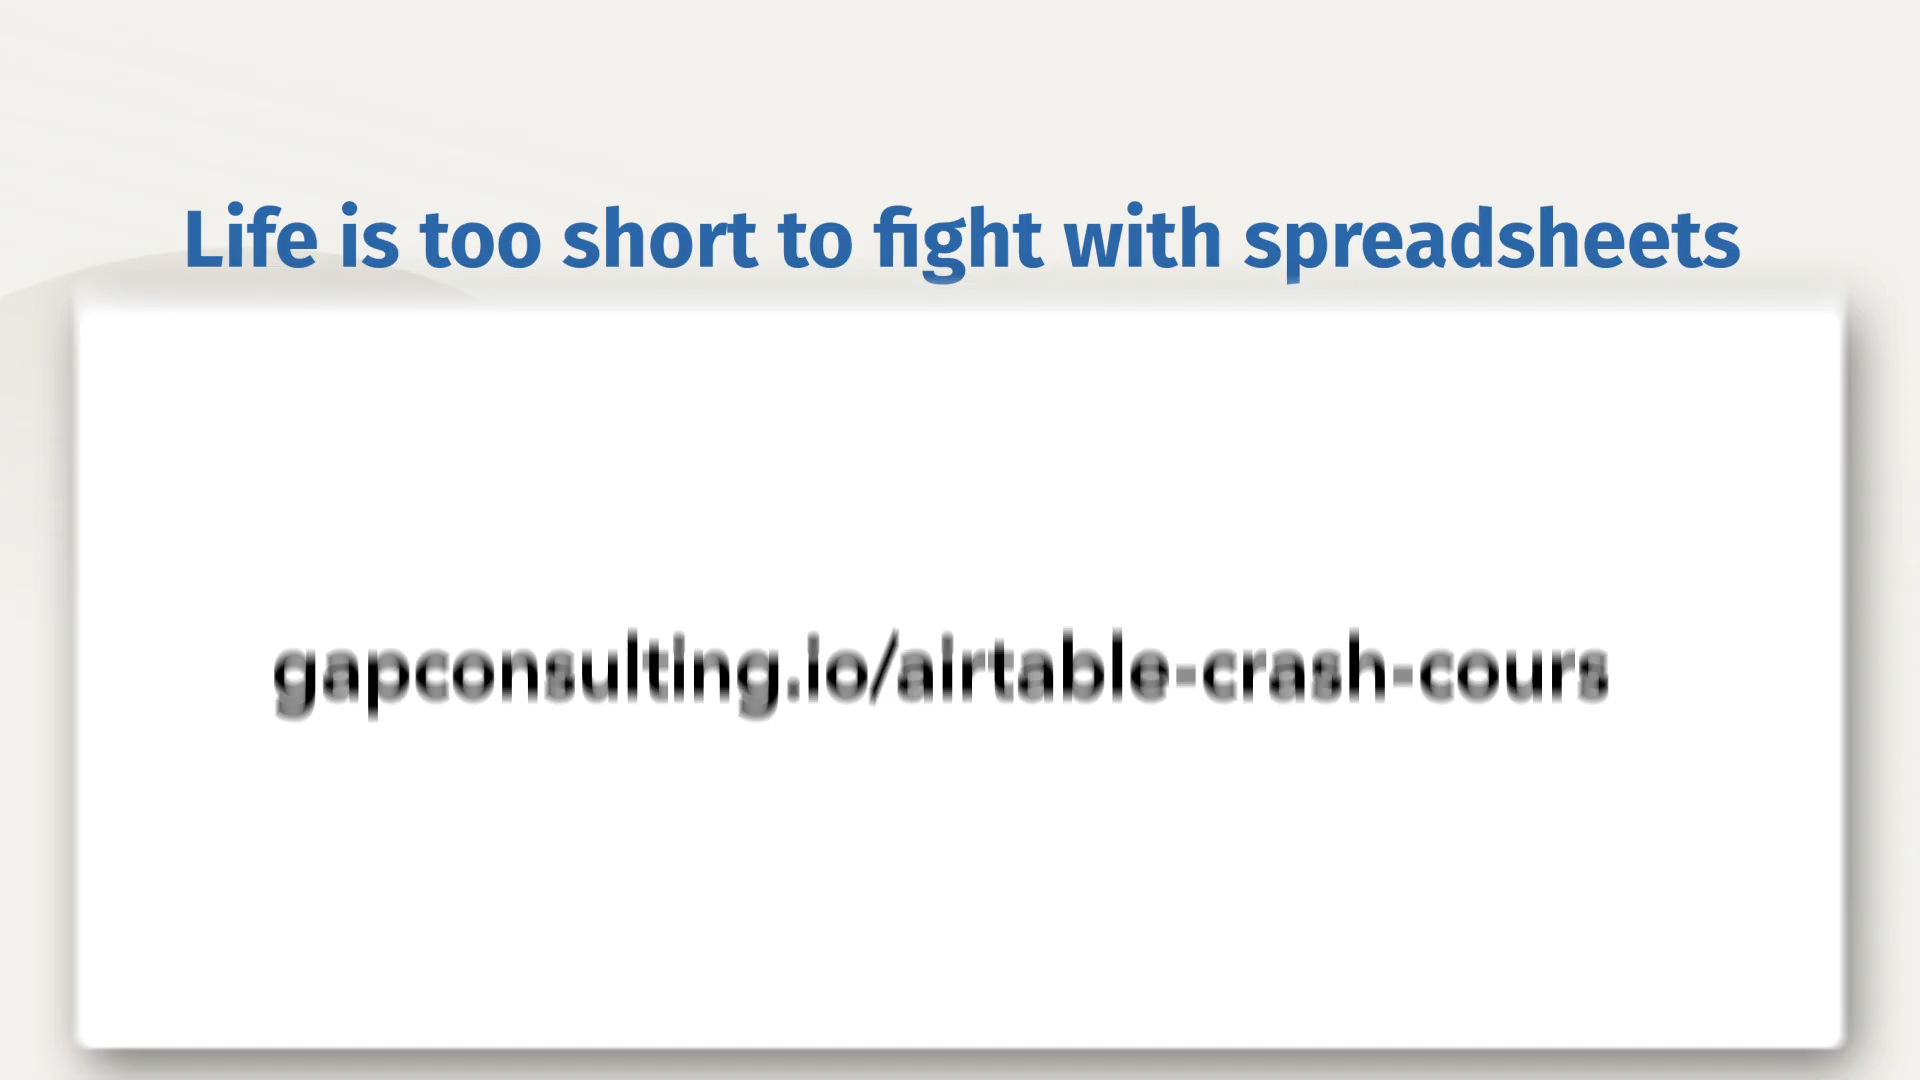 Life is too short to fight with spreadsheets
gapconsulting.io/airtable-crash-cours